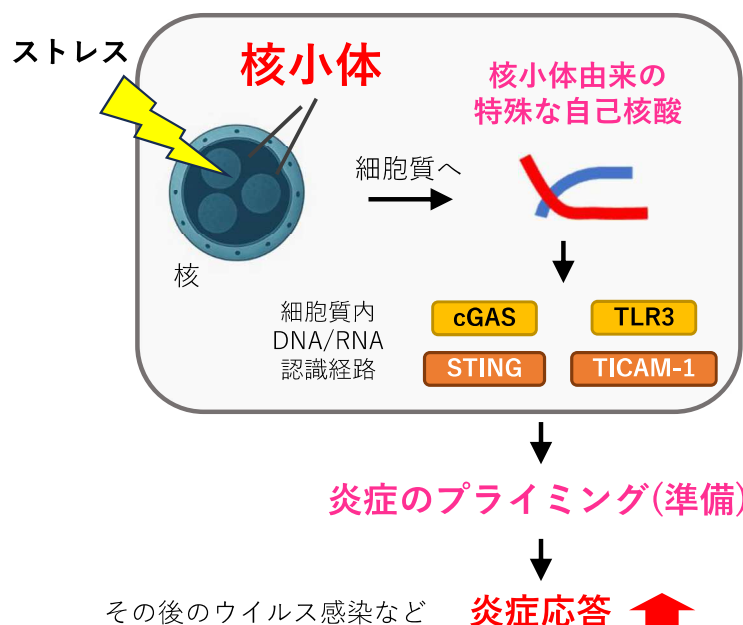 ストレス
核小体
核小体由来の
特殊な自己核酸
細胞質へ
核
細胞質内
DNA/RNA
認識経路
cGAS
TLR3
STING
TICAM-1
炎症のプライミング(準備)
その後のウイルス感染など
炎症応答